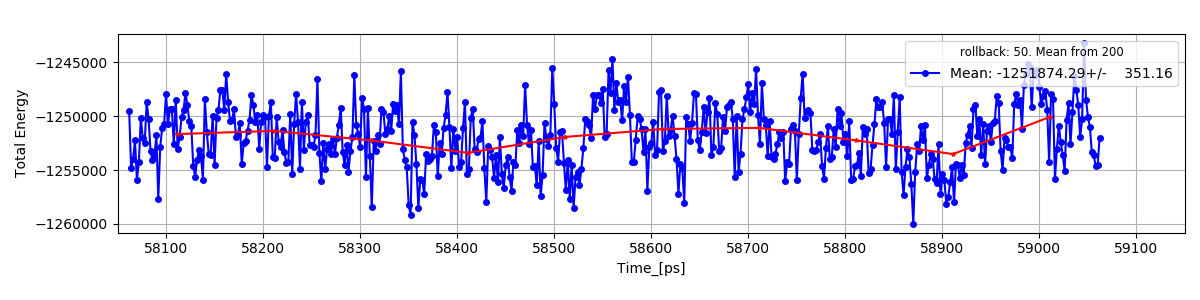 rollback: 50. Mean from 200
Mean: -1251874.29+/- 351.16
Total Energy
−1245000
−1250000
−1255000
−1260000
58100 58200 58300 58400 58500 58600 58700 58800 58900 59000 59100
Time_[ps]